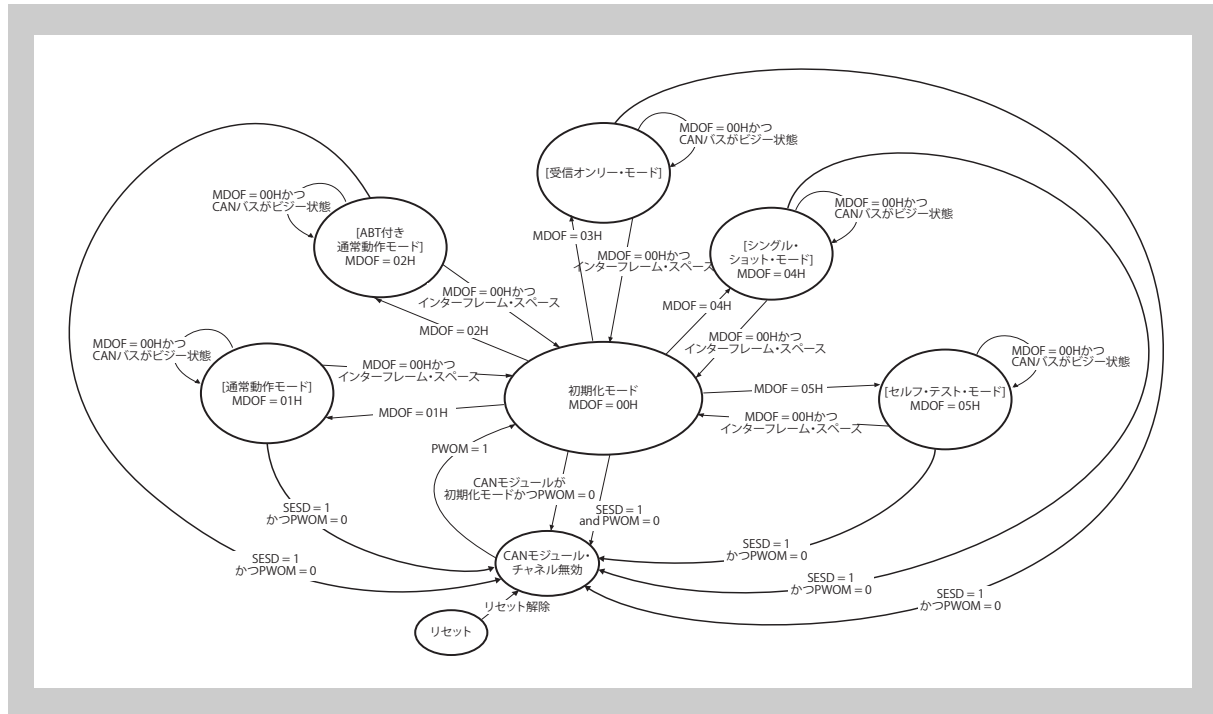 MDOF = 00Hかつ
CANバスがビジー状態
[受信オンリー・モード]
MDOF = 00Hかつ
CANバスがビジー状態
[ABT付き
通常動作モード]
MDOF = 02H
MDOF = 00Hかつ
CANバスがビジー状態
[シングル・
ショット・モード]
MDOF = 04H
MDOF = 03H
MDOF = 00Hかつ
インターフレーム・スペース
MDOF = 00Hかつ
インターフレーム・スペース
MDOF = 04H
MDOF = 02H
MDOF = 00Hかつ
インターフレーム・スペース
MDOF = 00Hかつ
CANバスがビジー状態
[通常動作モード]
MDOF = 01H
MDOF = 00Hかつ
インターフレーム・スペース
MDOF = 01H
初期化モード
MDOF = 00H
MDOF = 05H
MDOF = 00Hかつ
インターフレーム・スペース
MDOF = 00Hかつ
CANバスがビジー状態
[セルフ・テスト・モード]
MDOF = 05H
PWOM = 1
CANモジュールが
初期化モードかつPWOM = 0
SESD = 1
and PWOM = 0
SESD = 1
かつPWOM = 0
SESD = 1
かつPWOM = 0
CANモジュール・
チャネル無効
SESD = 1
かつPWOM = 0
SESD = 1
かつPWOM = 0
SESD = 1
かつPWOM = 0
リセット解除
リセット